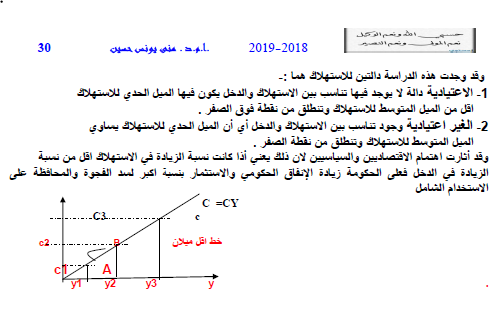 حسبي الله ونعم الوكيل
نعم المولى ونعم النصير
2018-2019 ا.م.د. منى يونس حسين 30
وقد وجدت هذه الدراسة دالتين للاستهلاك هما :-
1- الاعتيادية دالة لا يوجد فيها تناسب بين الاستهلاك والدخل يكون فيها الميل الحدي للاستهلاك
اقل من الميل المتوسط للاستهلاك وتنطلق من نقطة فوق الصفر .
2- الغير اعتيادية وجود تناسب بين الاستهلاك والدخل أي أن الميل الحدي للاستهلاك يساوي
الميل المتوسط للاستهلاك وتنطلق من نقطة الصفر .
وقد أثارت اهتمام الاقتصاديين والسياسيين لان ذلك يعني أذا كانت نسبة الزيادة في الاستهلاك اقل من نسبة
الزيادة في الدخل فعلى الحكومة زيادة الإنفاق الحكومي والاستثمار بنسبة اكبر لسد الفجوة والمحافظة على
الاستخدام الشامل
C =CY
C3 c
c2 B خط اقل ميلان
c1 A
y1 y2 y3 y